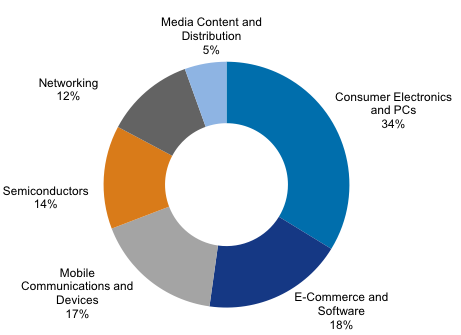 Media Content and
Distribution
5%
Consumer Electronics
and PCs
34%
E-Commerce and
Software
18%
Mobile
Communications and
Devices
17%
Semiconductors
14%
Networking
12%